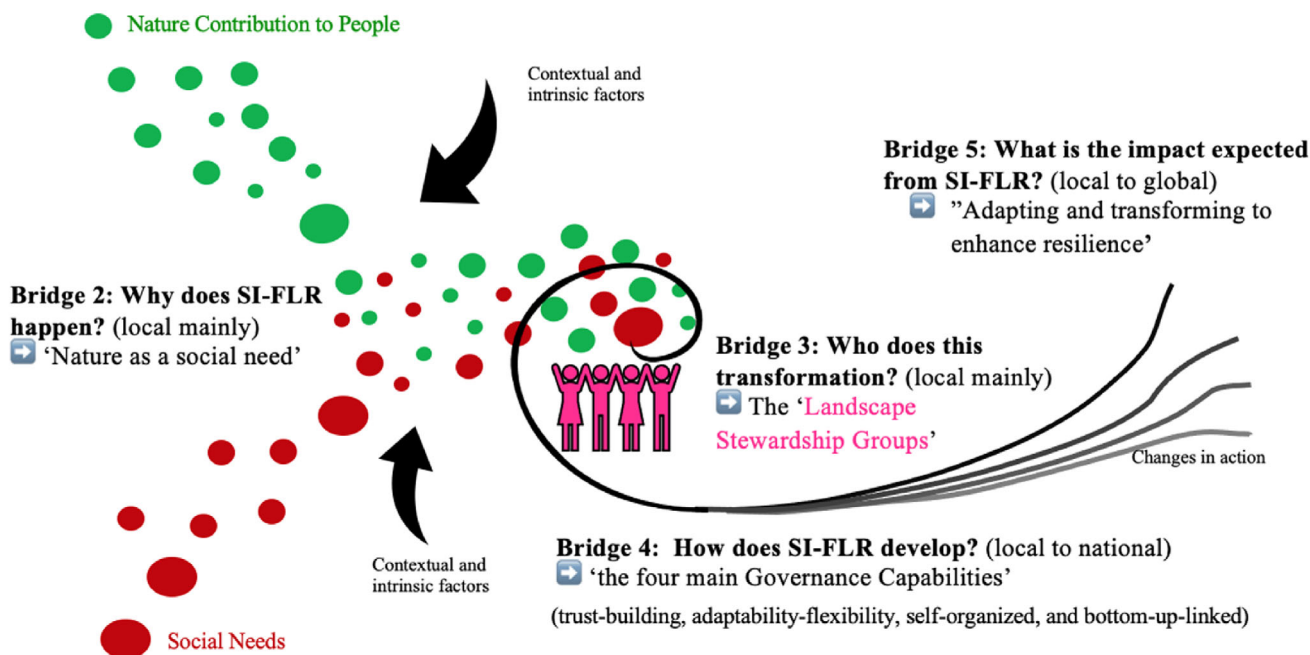 Nature Contribution to People
Contextual and
intrinsic factors
Bridge 5: What is the impact expected
from SI-FLR? (local to global)
➡ ”Adapting and transforming to
enhance resilience’
Bridge 2: Why does SI-FLR
happen? (local mainly)
➡ ‘Nature as a social need’
Bridge 3: Who does this
transformation? (local mainly)
➡ The ‘Landscape
Stewardship Groups’
Changes in action
Contextual and
intrinsic factors
Bridge 4: How does SI-FLR develop? (local to national)
➡ ‘the four main Governance Capabilities’
(trust-building, adaptability-flexibility, self-organized, and bottom-up-linked)
Social Needs